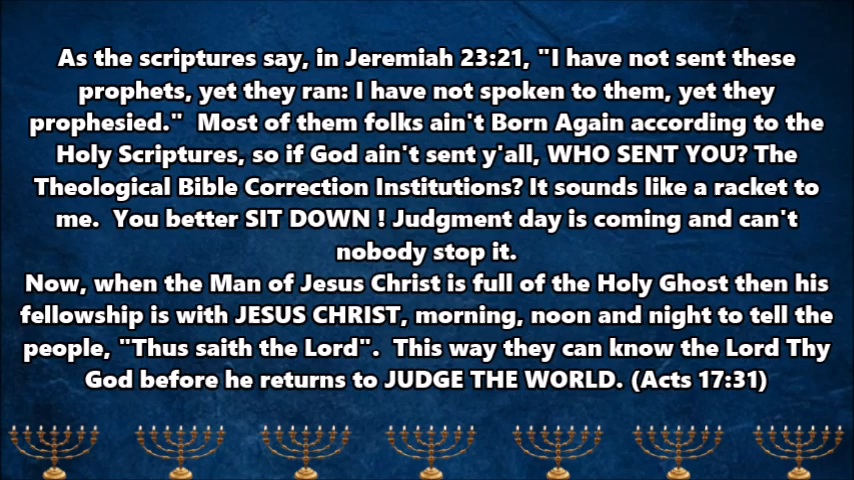 As the scriptures say, in Jeremiah 23:21, "I have not sent these
prophets, yet they ran: I have not spoken to them, yet they
prophesied."  Most of them folks ain't Born Again according to the
Holy Scriptures, so if God ain't sent y'all, WHO SENT YOU? The
Theological Bible Correction Institutions? It sounds like a racket to
me.  You better SIT DOWN ! Judgment day is coming and can't
nobody stop it.
Now, when the Man of Jesus Christ is full of the Holy Ghost then his
fellowship is with JESUS CHRIST, morning, noon and night to tell the
people, "Thus saith the Lord".  This way they can know the Lord Thy
God before he returns to JUDGE THE WORLD. (Acts 17:31)